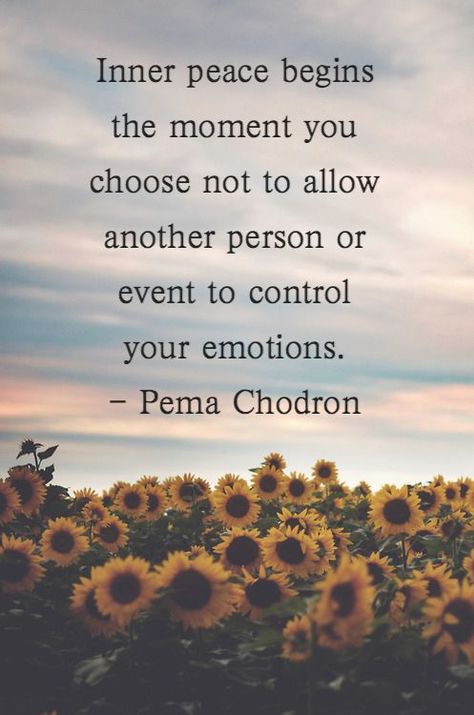 Inner peace begins
the moment you
choose not to allow
another person or
event to control
your emotions.
– Pema Chodron